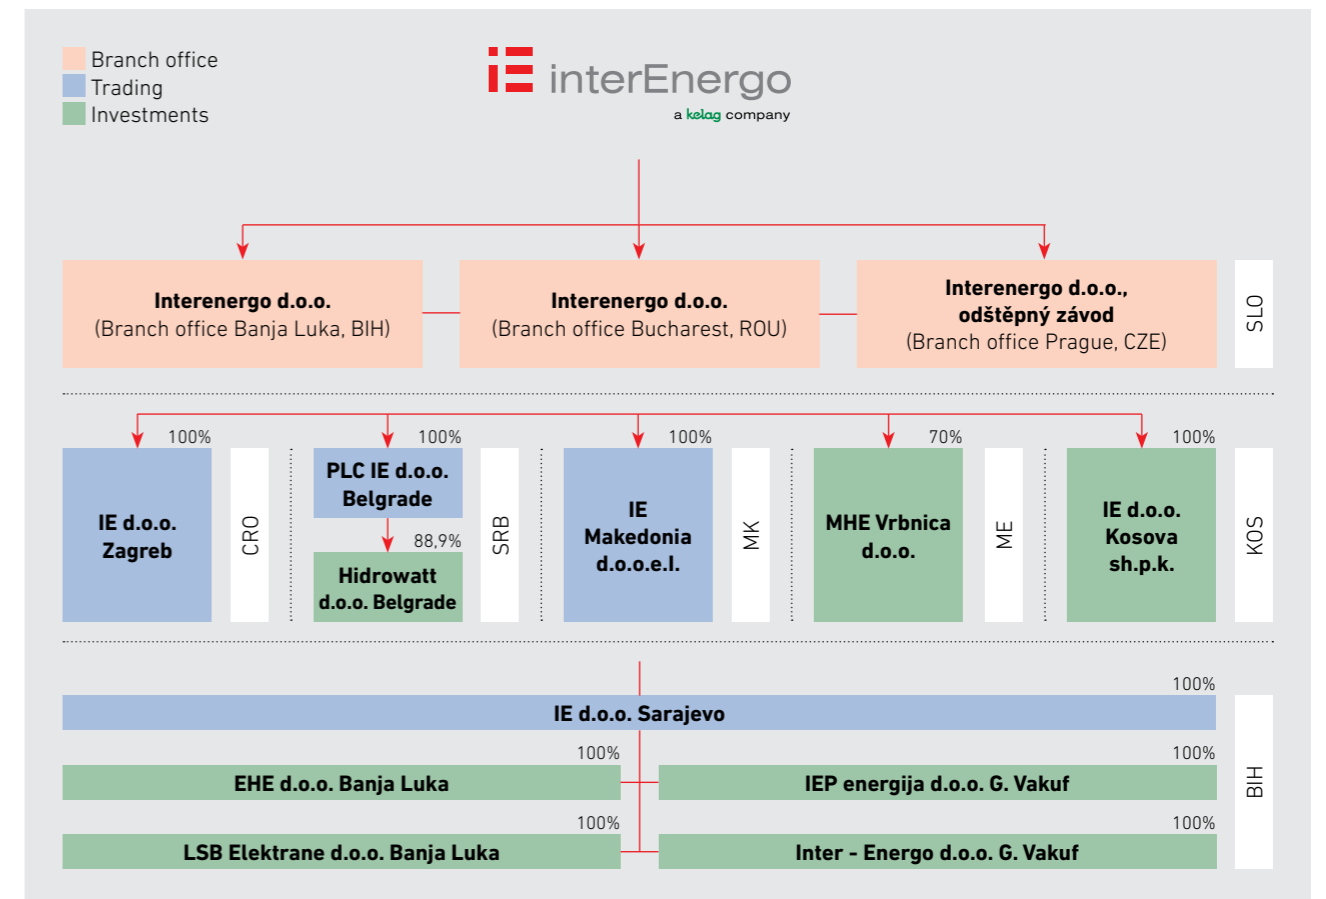 Branch office
Trading
Investments
iE interEnergo
a kelag company
Interenergo d.o.o.
(Branch office Banja Luka, BIH)
Interenergo d.o.o.
(Branch office Bucharest, ROU)
Interenergo d.o.o.,
odštěpný závod
(Branch office Prague, CZE)
SLO
100%
IE d.o.o.
Zagreb
CRO
100%
PLC IE d.o.o.
Belgrade
88,9%
Hidrowatt
d.o.o. Belgrade
SRB
100%
IE
Makedonia
d.o.o.e.l.
MK
70%
MHE Vrbnica
d.o.o.
ME
100%
IE d.o.o.
Kosova
sh.p.k.
KOS
100%
IE d.o.o. Sarajevo
100%
EHE d.o.o. Banja Luka
100%
IEP energija d.o.o. G. Vakuf
100%
LSB Elektrane d.o.o. Banja Luka
100%
Inter - Energo d.o.o. G. Vakuf
BIH